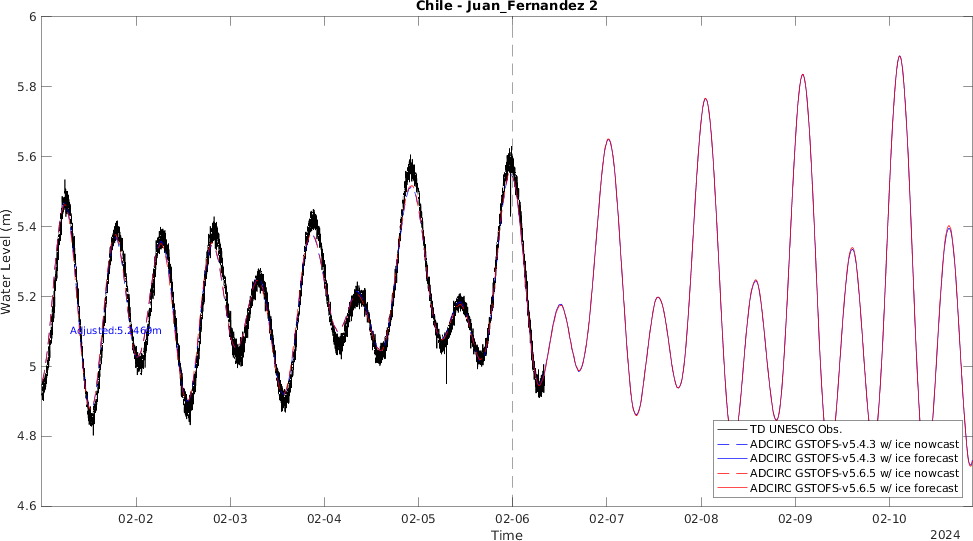 Chile - Juan_Fernandez 2
6
5.8
5.6
5.4
5.2
5
4.8
4.6
Water Level (m)
Adjusted:5.2469m
TD UNESCO Obs.
ADCIRC GSTOFS-v5.4.3 w/ ice nowcast
ADCIRC GSTOFS-v5.4.3 w/ ice forecast
ADCIRC GSTOFS-v5.6.5 w/ ice nowcast
ADCIRC GSTOFS-v5.6.5 w/ ice forecast
02-02
02-03
02-04
02-05
02-06
02-07
02-08
02-09
02-10
Time
2024